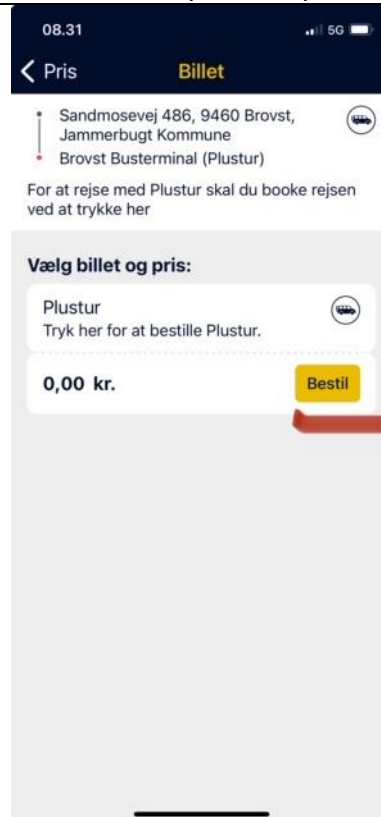 08.31
5G
Pris
Billet
Sandmosevej 486, 9460 Brovst,
Jammerbugt Kommune
Brovst Busterminal (Plustur)
For at rejse med Plustur skal du booke rejsen
ved at trykke her
Vælg billet og pris:
Plustur
Tryk her for at bestille Plustur.
0,00 kr.
Bestil